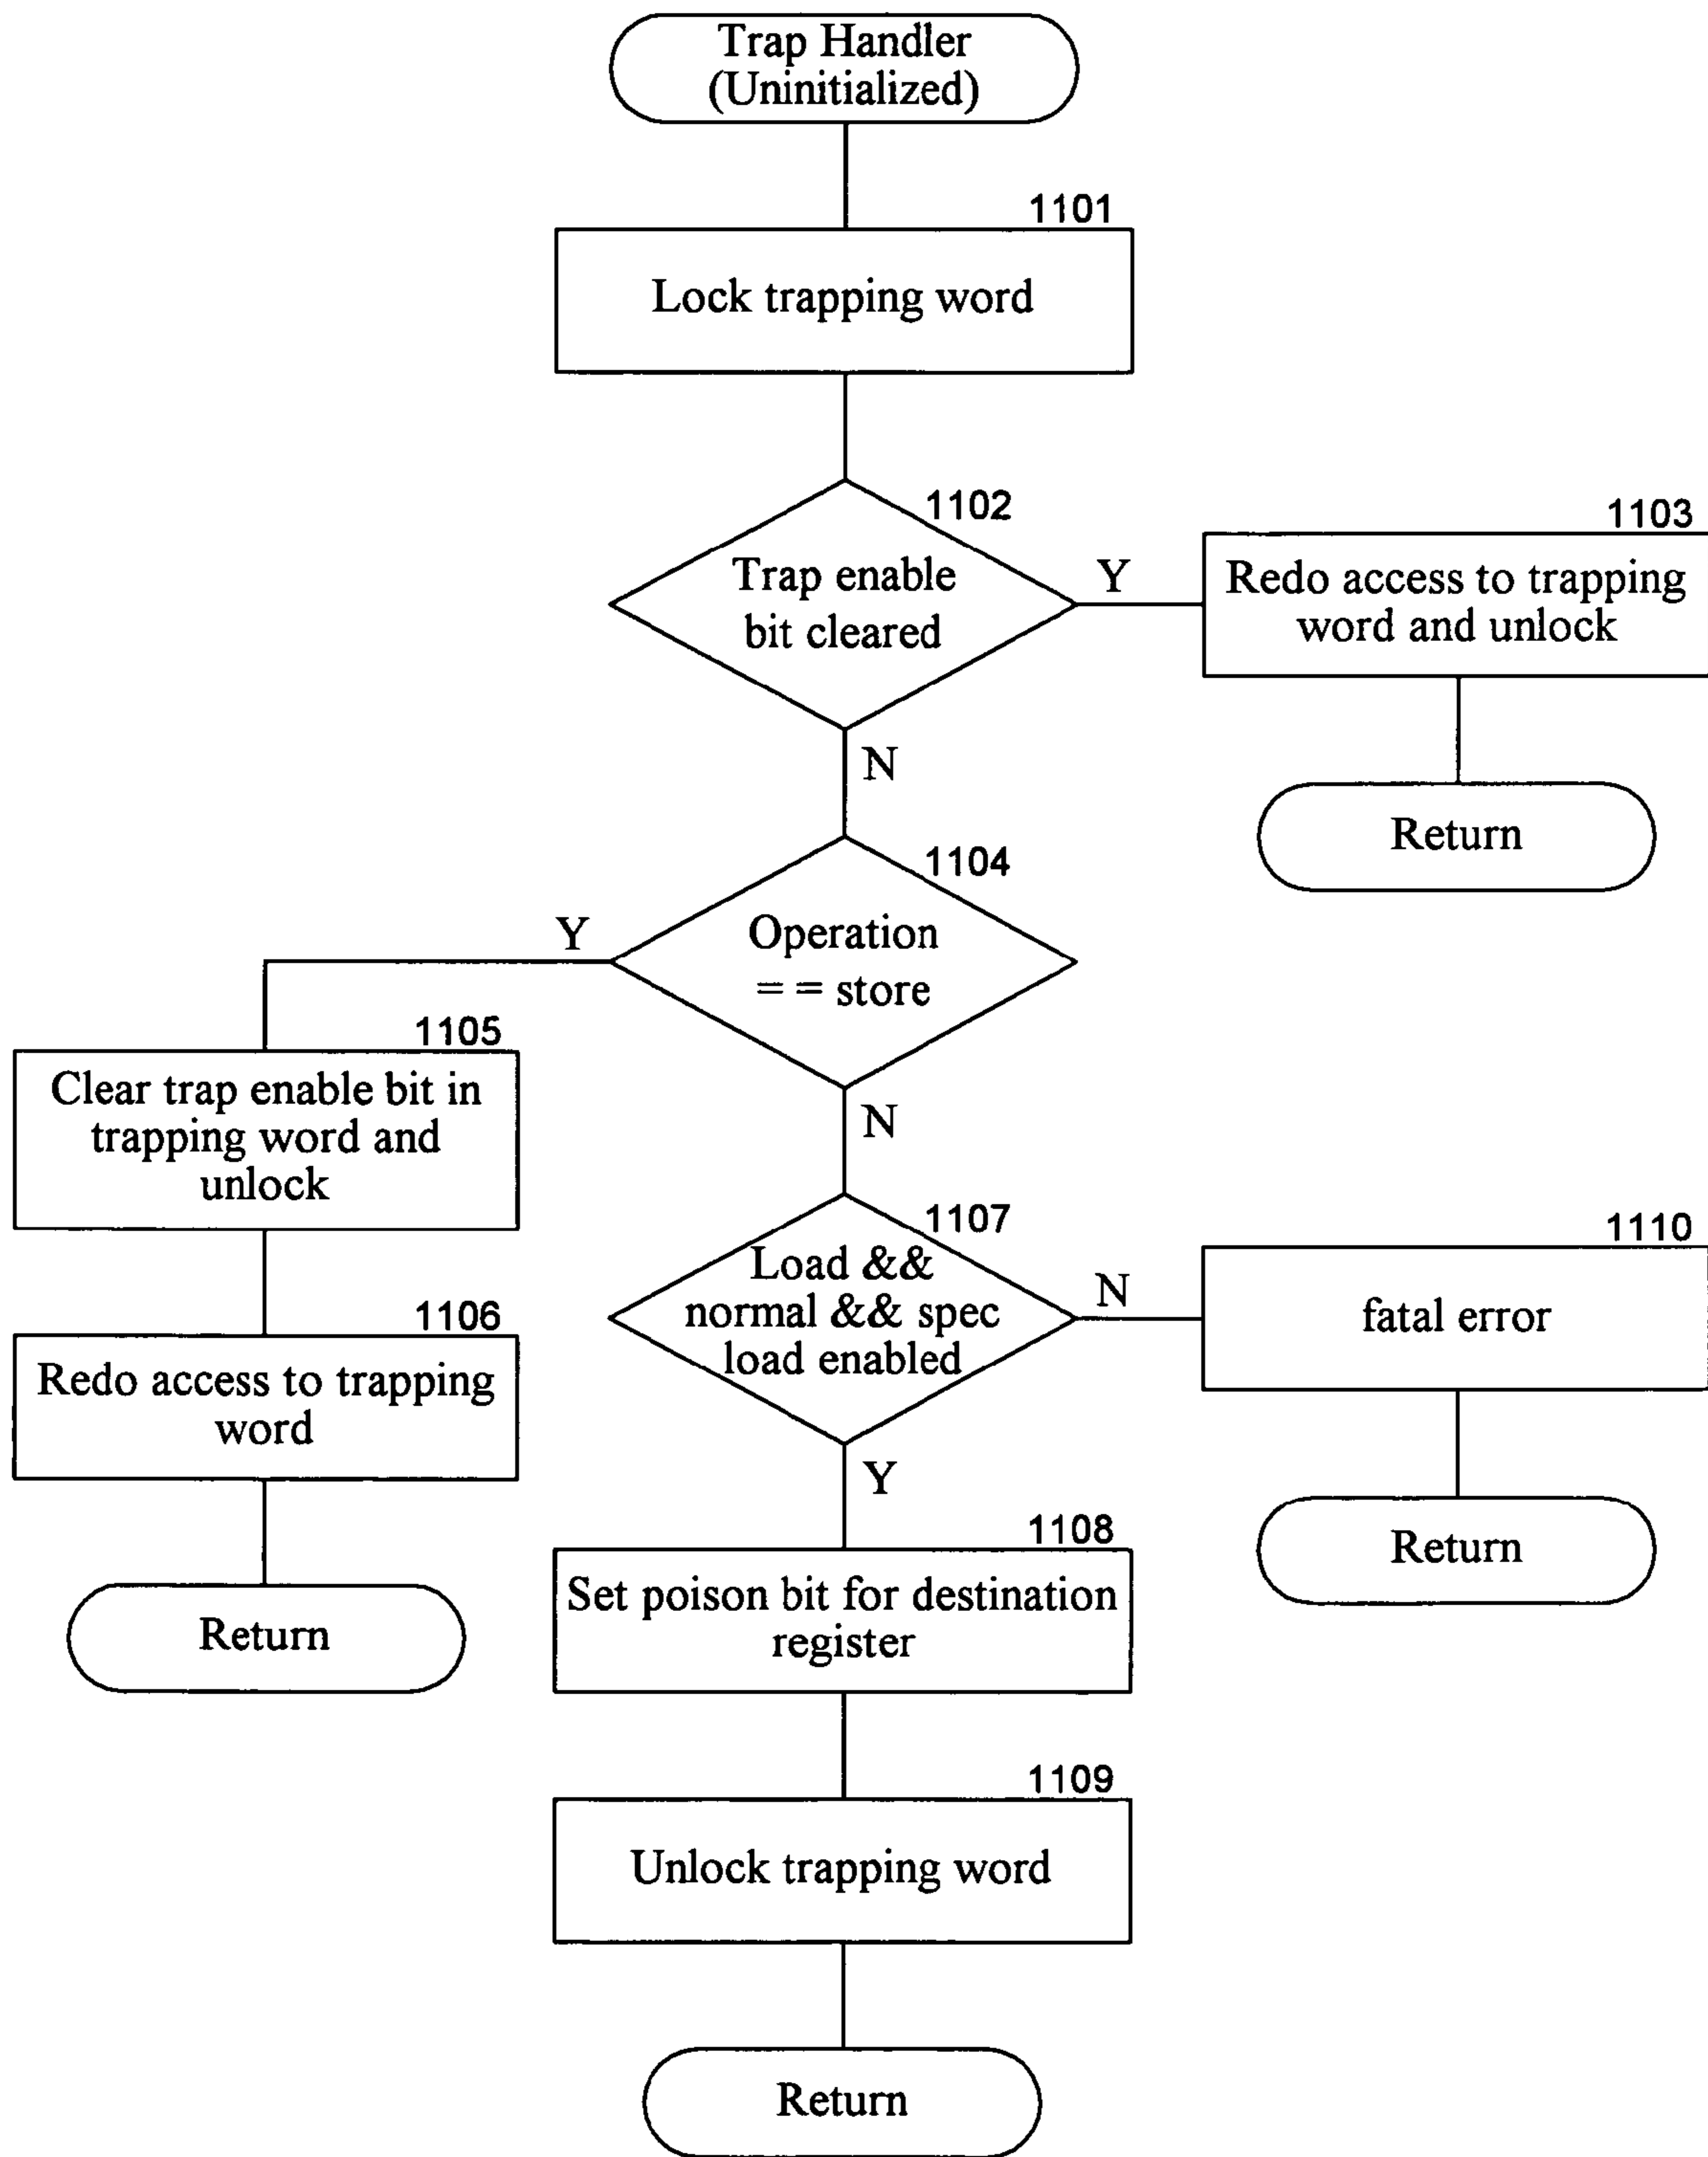 Trap Handler
(Uninitialized)
1101
Lock trapping word
1102
Trap enable
bit cleared
Y
1103
Redo access to trapping
word and unlock
Return
N
1104
Operation
= = store
Y
1105
Clear trap enable bit in
trapping word and
unlock
1106
Redo access to trapping
word
Return
N
1107
Load &&
normal && spec
load enabled
N
1110
fatal error
Return
Y
1108
Set poison bit for destination
register
1109
Unlock trapping word
Return